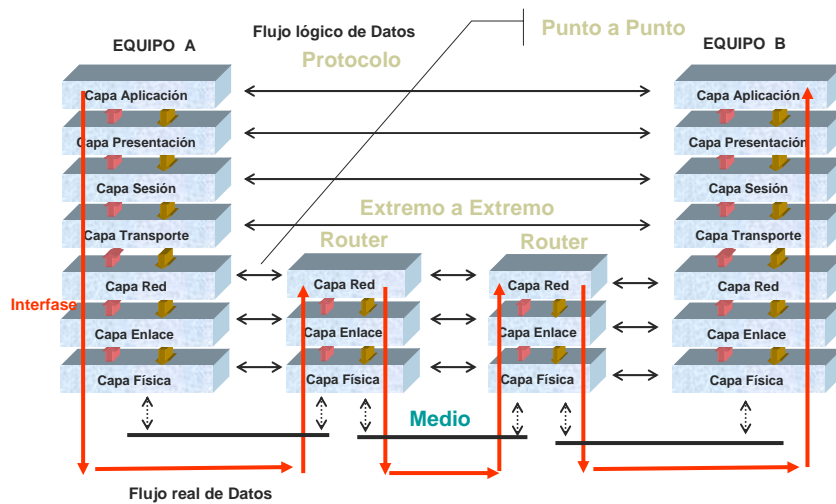 Flujo lógico de Datos
Punto a Punto
EQUIPO A
EQUIPO B
Protocolo
Capa Aplicación
Capa Aplicación
Capa Presentación
Capa Presentación
Capa Sesión
Capa Sesión
Extremo a Extremo
Capa Transporte
Capa Transporte
Router
Router
Capa Red
Capa Red
Capa Red
Capa Red
Interfase
Capa Enlace
Capa Enlace
Capa Enlace
Capa Enlace
Capa Física
Capa Física
Capa Física
Capa Física
Medio
Flujo real de Datos